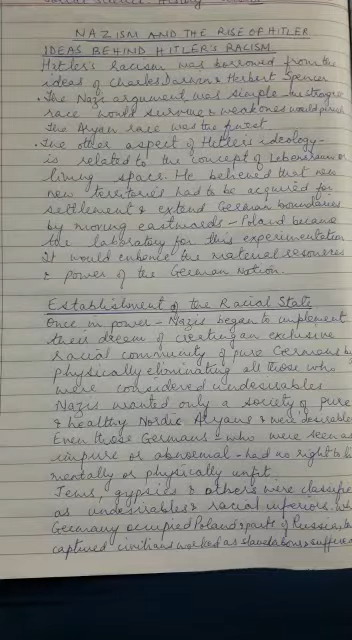 Social Science - History
NAZISM AND THE RISE OF HITLER
IDEAS BEHIND HITLER'S RACISM
Hitler's Racism was borrowed from the
ideas of Charles Darwin & Herbert Spencer
• The Nazi argument was simple - the strongest
race would survive & weak ones would perish
The Aryan race was the finest
• The other aspect of Hitler's ideology -
is related to the concept of Lebensraum or
living space. He believed that new
new territories had to be acquired for
settlement & extend German boundaries
by moving eastwards - Poland became
the laboratory for this experimentation
It would enhance the material resources
& power of the German Nation.
Establishment of the Racial State
Once in power - Nazis began to implement
their dream of creating an exclusive
racial community of pure Germans by
physically eliminating all those who
were considered undesirables
Nazis wanted only a society of pure
& healthy Nordic Aryans & were desirable
Even those Germans - who were seen as
impure or abnormal - had no right to
mentally or physically unfit.
Jews, gypsies & others were classified
as undesirables & racial inferiors.
Germany occupied Poland & parts of Russia
captured civilians worked as slave labour & suffered